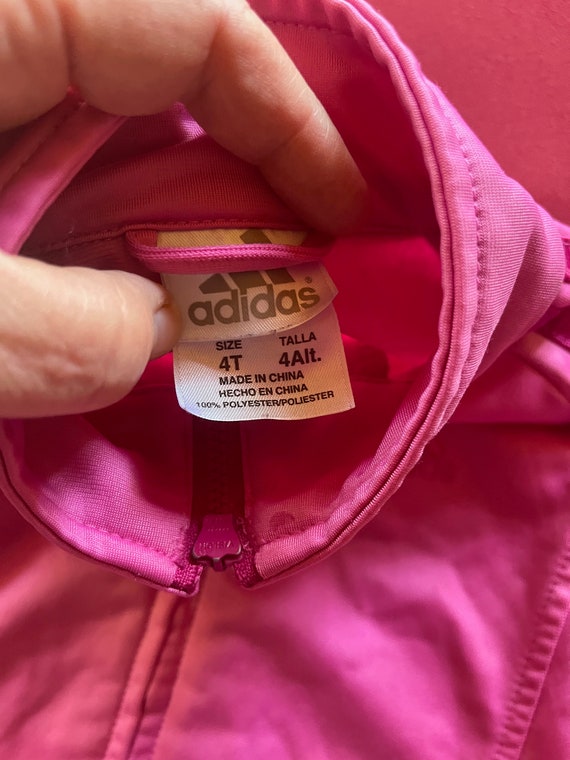 adidas
SIZE TALLA
4T 4Alt.
MADE IN CHINA
HECHO EN CHINA
100% POLYESTER/POLIESTER